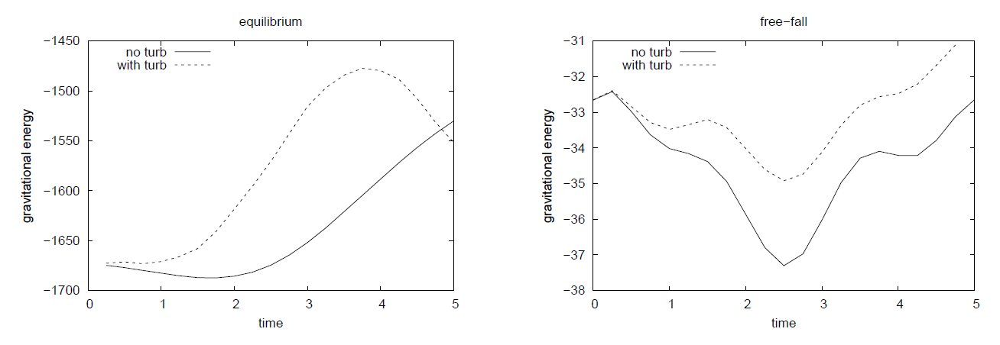 equilibrium
no turb
with turb
−1450
−1500
−1550
−1600
−1650
−1700
0 1 2 3 4 5
time
gravitational energy
free−fall
no turb
with turb
−31
−32
−33
−34
−35
−36
−37
−38
0 1 2 3 4 5
time
gravitational energy